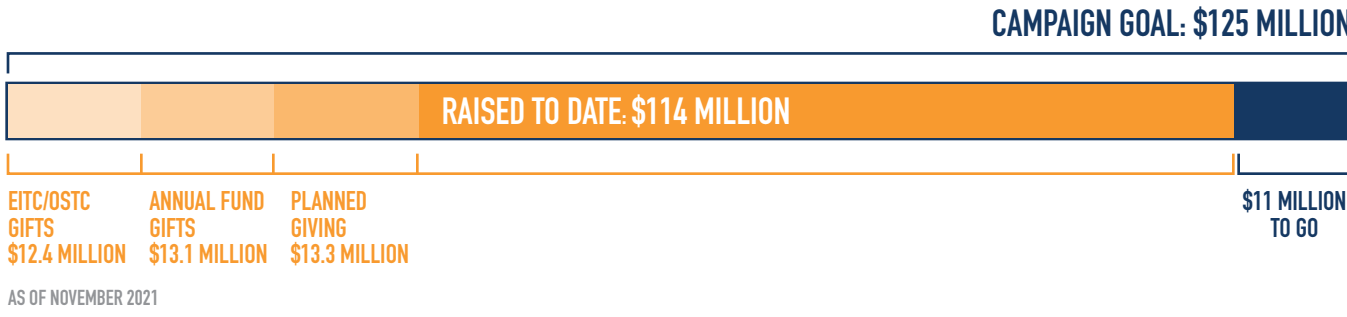 CAMPAIGN GOAL: $125 MILLION
RAISED TO DATE: $114 MILLION
EITC/OSTC
GIFTS
$12.4 MILLION
ANNUAL FUND
GIFTS
$13.1 MILLION
PLANNED
GIVING
$13.3 MILLION
$11 MILLION
TO GO
AS OF NOVEMBER 2021